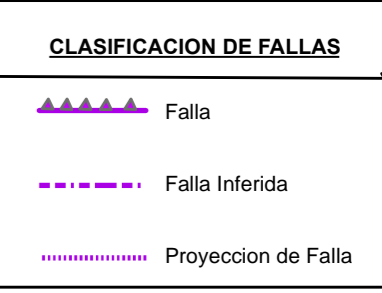 CLASIFICACION DE FALLAS
Falla
Falla Inferida
Proyeccion de Falla